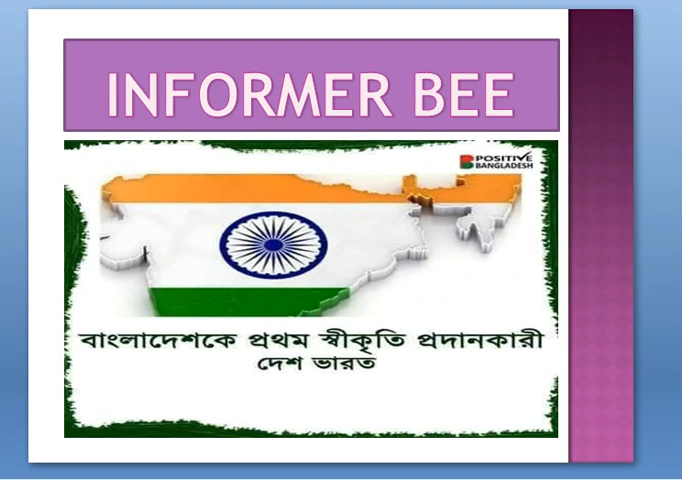 INFORMER BEE
POSITIVE
BANGLADESH
বাংলাদেশকে প্রথম স্বীকৃতি প্রদানকারী
দেশ ভারত